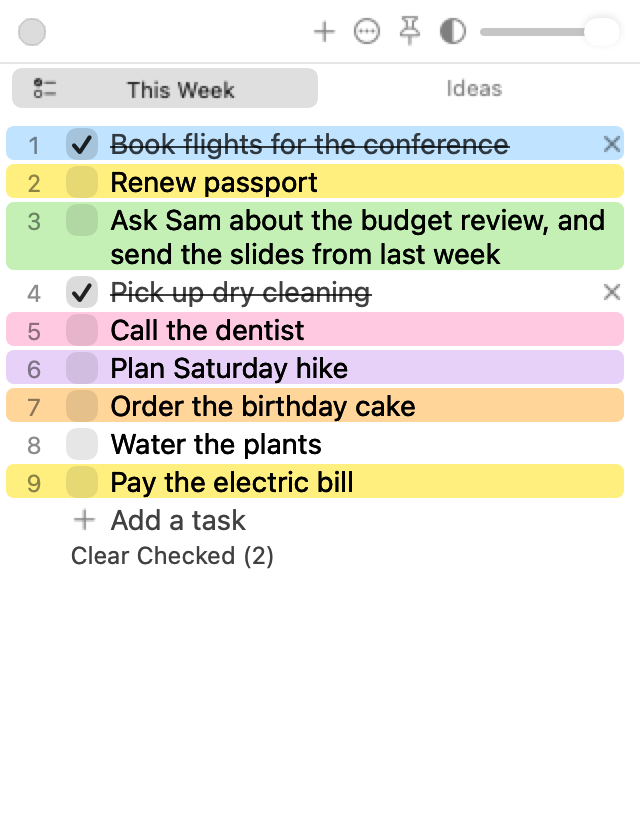 This Week
Ideas
1 Book flights for the conference
2 Renew passport
3 Ask Sam about the budget review, and
send the slides from last week
4 Pick up dry cleaning
5 Call the dentist
6 Plan Saturday hike
7 Order the birthday cake
8 Water the plants
9 Pay the electric bill
Add a task
Clear Checked (2)